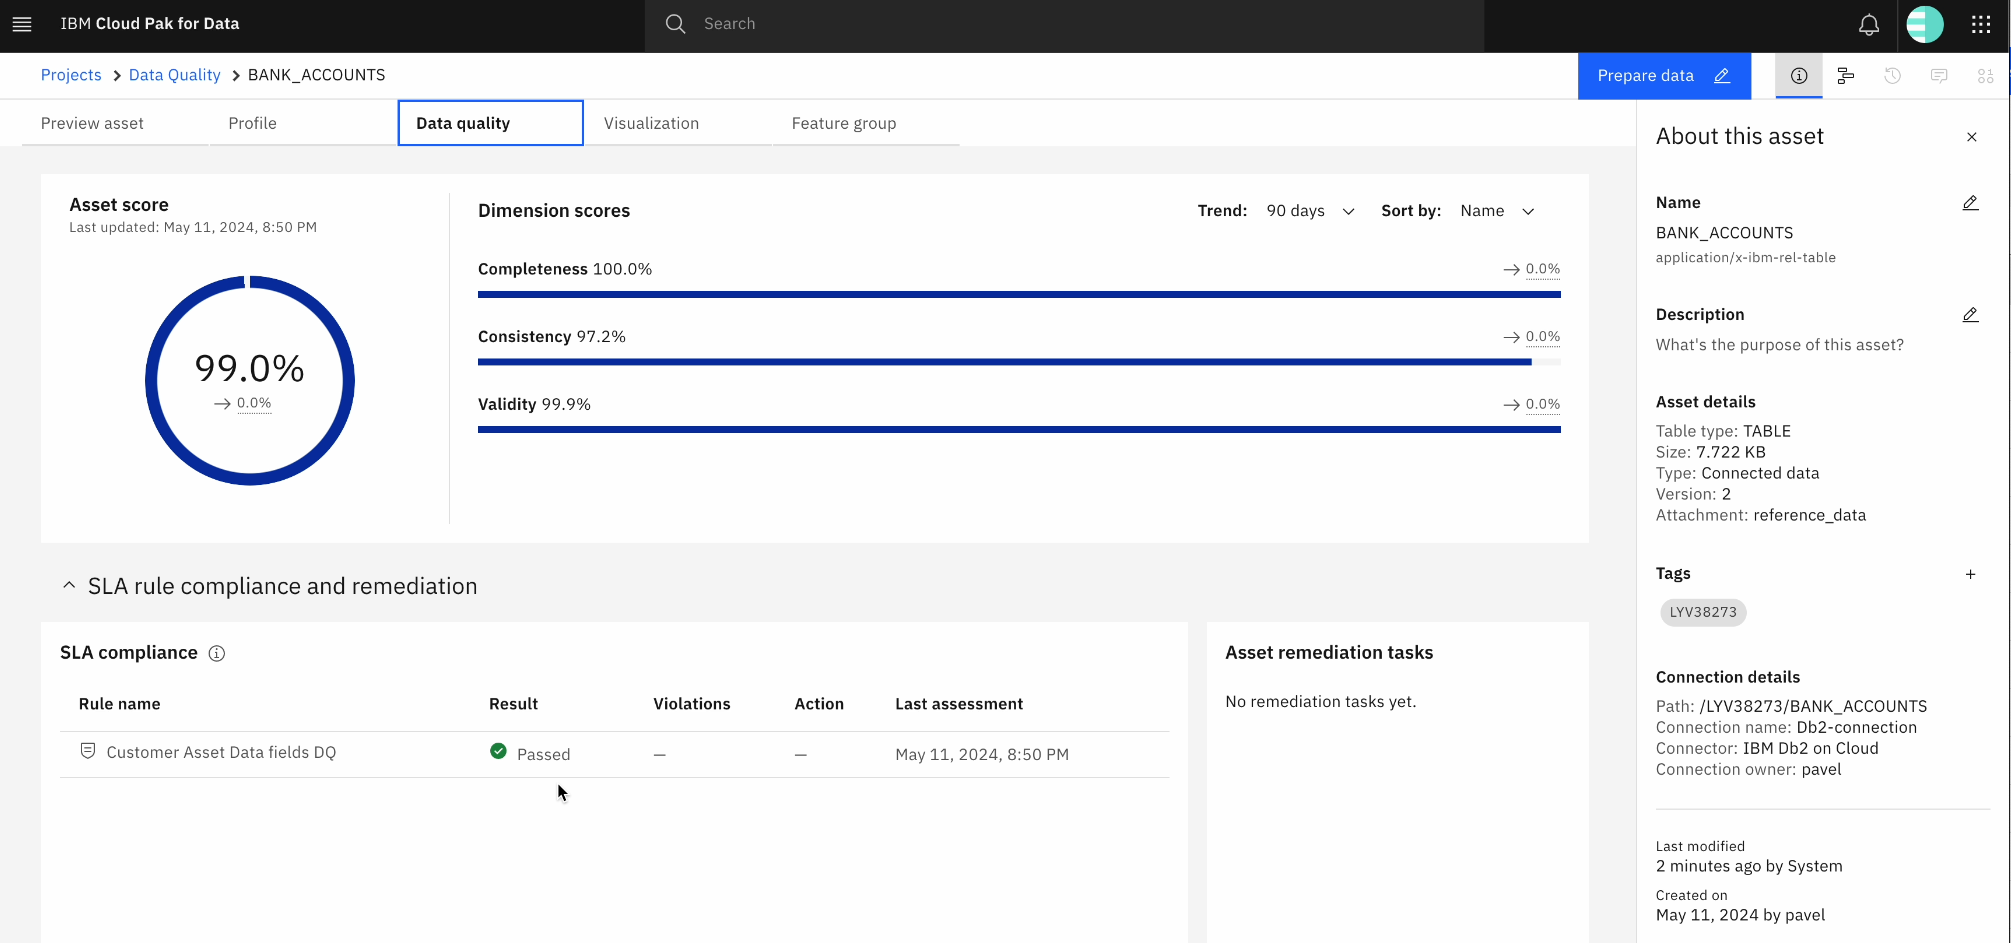 IBM Cloud Pak for Data
Search
Projects > Data Quality > BANK_ACCOUNTS
Prepare data
Preview asset
Profile
Data quality
Visualization
Feature group
Asset score
Last updated: May 11, 2024, 8:50 PM
99.0%
→ 0.0%
Dimension scores
Trend: 90 days
Sort by: Name
Completeness 100.0%
→ 0.0%
Consistency 97.2%
→ 0.0%
Validity 99.9%
→ 0.0%
SLA rule compliance and remediation
SLA compliance
Rule name Result Violations Action Last assessment
Customer Asset Data fields DQ Passed — — May 11, 2024, 8:50 PM
Asset remediation tasks
No remediation tasks yet.
About this asset
Name
BANK_ACCOUNTS
application/x-ibm-rel-table
Description
What's the purpose of this asset?
Asset details
Table type: TABLE
Size: 7.722 KB
Type: Connected data
Version: 2
Attachment: reference_data
Tags
LYV38273
Connection details
Path: /LYV38273/BANK_ACCOUNTS
Connection name: Db2-connection
Connector: IBM Db2 on Cloud
Connection owner: pavel
Last modified
2 minutes ago by System
Created on
May 11, 2024 by pavel